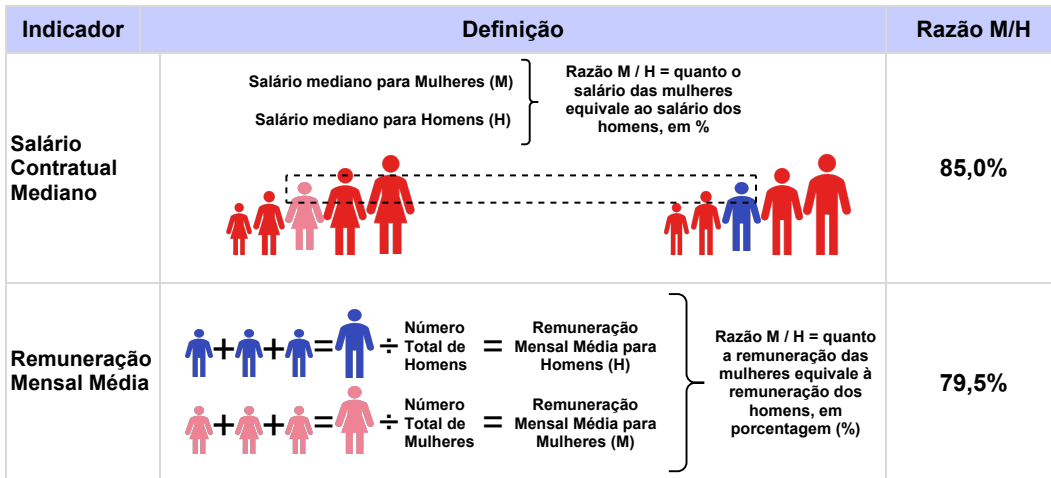 Indicador
Definição
Razão M/H
Salário
Contratual
Mediano
Salário mediano para Mulheres (M)
Salário mediano para Homens (H)
Razão M / H = quanto o
salário das mulheres
equivale ao salário dos
homens, em %
85,0%
Remuneração
Mensal Média
+ + = ÷
Número
Total de
Homens
=
Remuneração
Mensal Média para
Homens (H)
+ + = ÷
Número
Total de
Mulheres
=
Remuneração
Mensal Média para
Mulheres (M)
Razão M / H = quanto
a remuneração das
mulheres equivale à
remuneração dos
homens, em
porcentagem (%)
79,5%